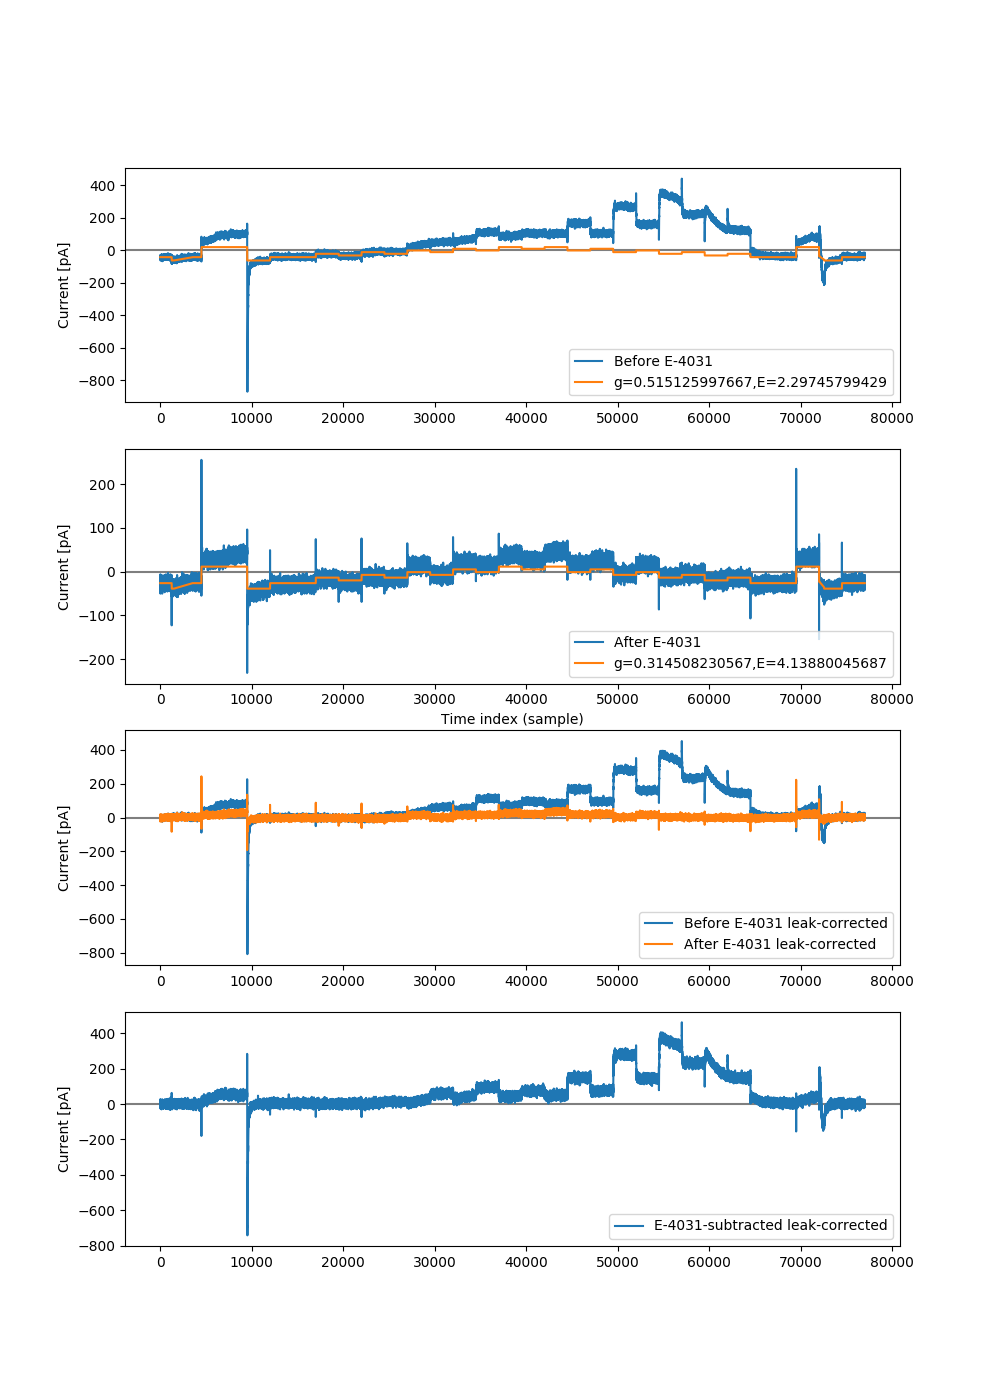 400
200
0
−200
−400
−600
−800
Current [pA]
Before E-4031
g=0.515125997667,E=2.29745799429
0 10000 20000 30000 40000 50000 60000 70000 80000
200
100
0
−100
−200
Current [pA]
After E-4031
g=0.314508230567,E=4.13880045687
0 10000 20000 30000 40000 50000 60000 70000 80000
Time index (sample)
400
200
0
−200
−400
−600
−800
Current [pA]
Before E-4031 leak-corrected
After E-4031 leak-corrected
0 10000 20000 30000 40000 50000 60000 70000 80000
400
200
0
−200
−400
−600
−800
Current [pA]
E-4031-subtracted leak-corrected
0 10000 20000 30000 40000 50000 60000 70000 80000